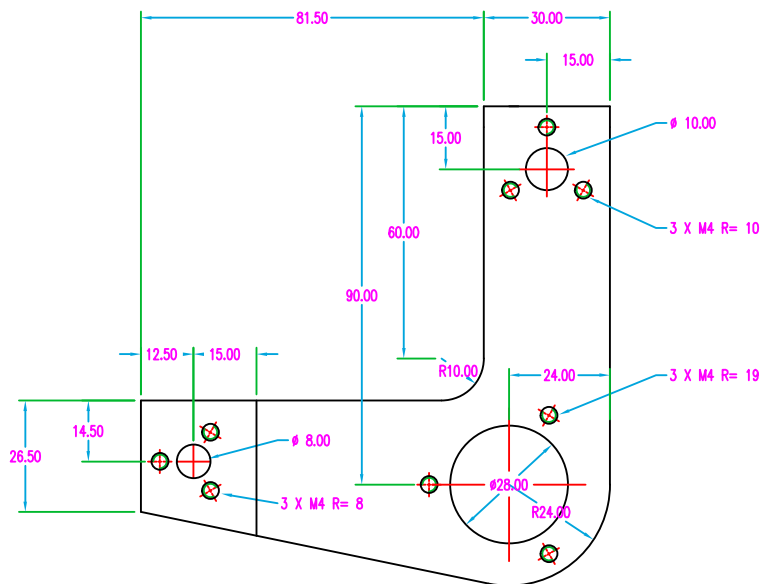 81.50
30.00
15.00
15.00
ø 10.00
3 X M4 R= 10
60.00
90.00
12.50
15.00
R10.00
24.00
3 X M4 R= 19
14.50
26.50
ø 8.00
ø28.00
3 X M4 R= 8
R24.00